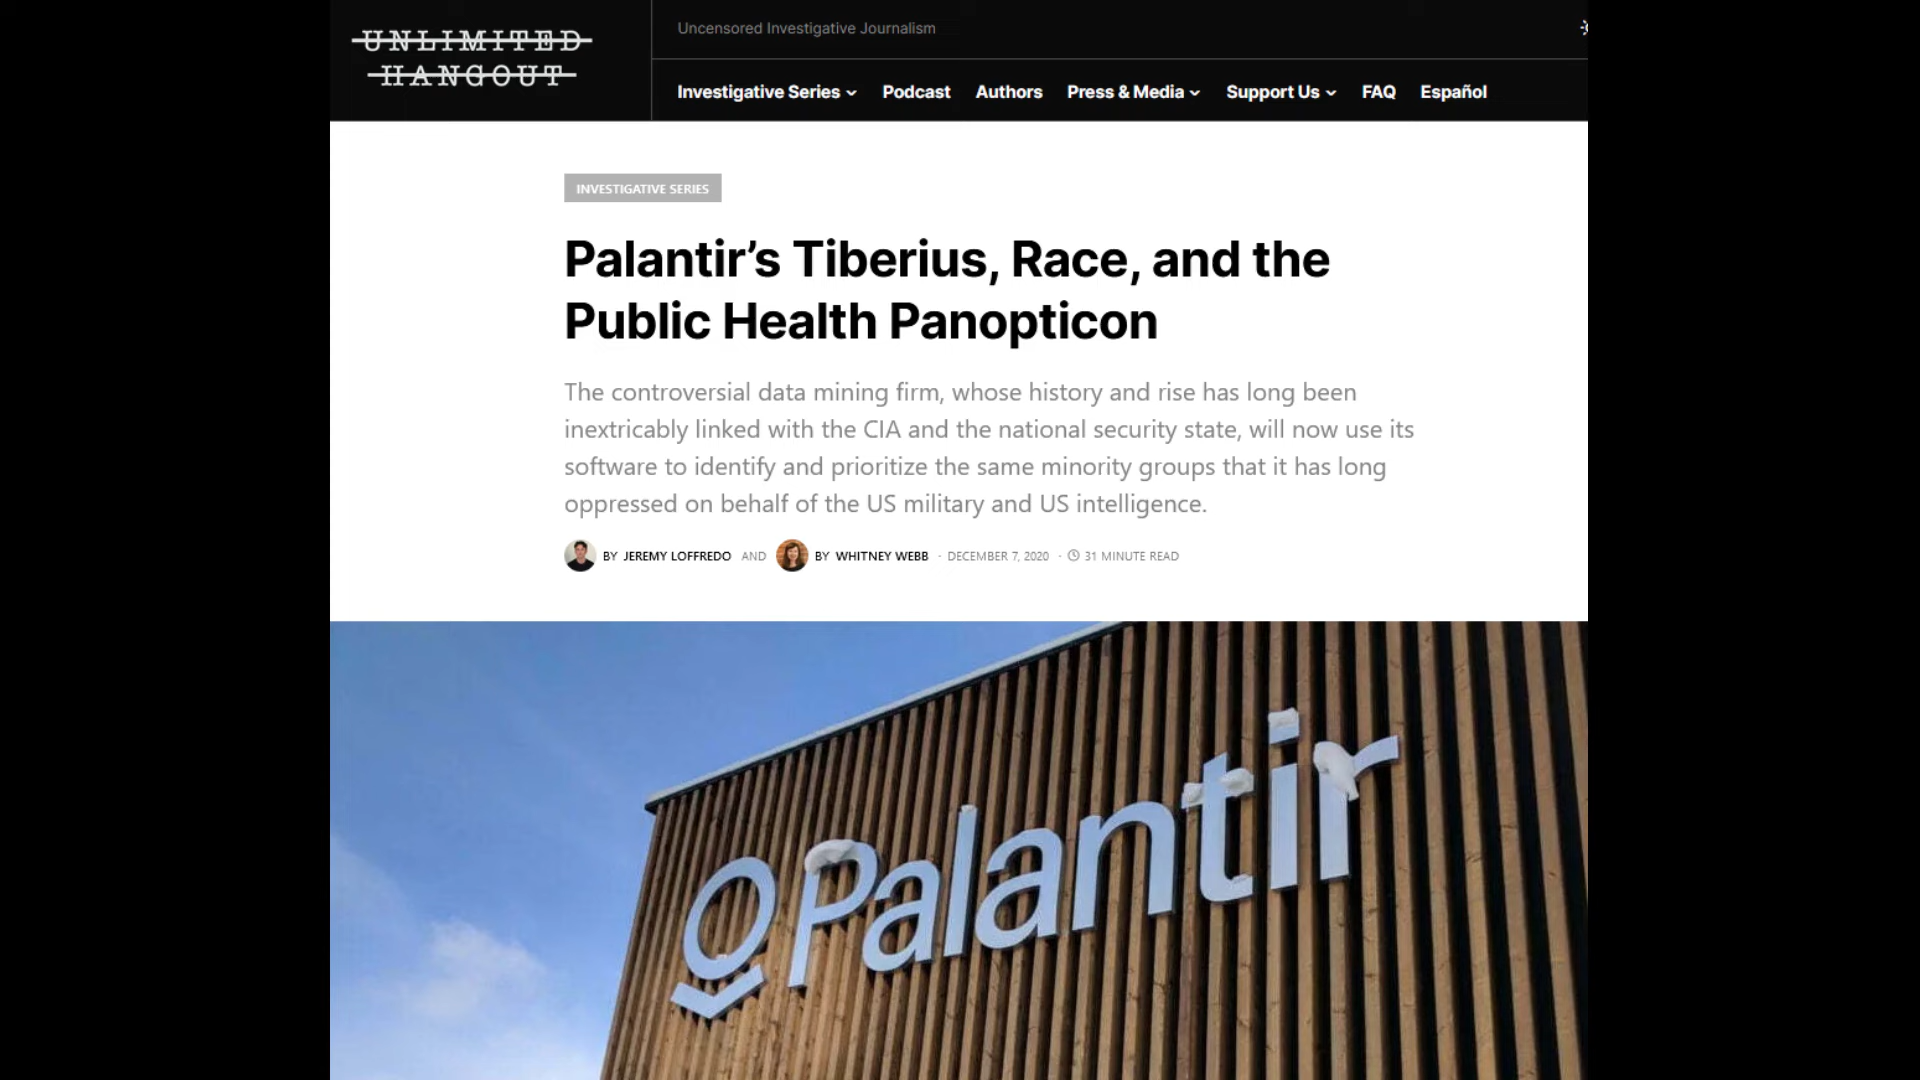 UNLIMITED
HANGOUT
Uncensored Investigative Journalism
Investigative Series Podcast Authors Press & Media Support Us FAQ Español
INVESTIGATIVE SERIES
Palantir’s Tiberius, Race, and the
Public Health Panopticon
The controversial data mining firm, whose history and rise has long been
inextricably linked with the CIA and the national security state, will now use its
software to identify and prioritize the same minority groups that it has long
oppressed on behalf of the US military and US intelligence.
BY JEREMY LOFFREDO AND BY WHITNEY WEBB · DECEMBER 7, 2020 · 31 MINUTE READ
Palantir